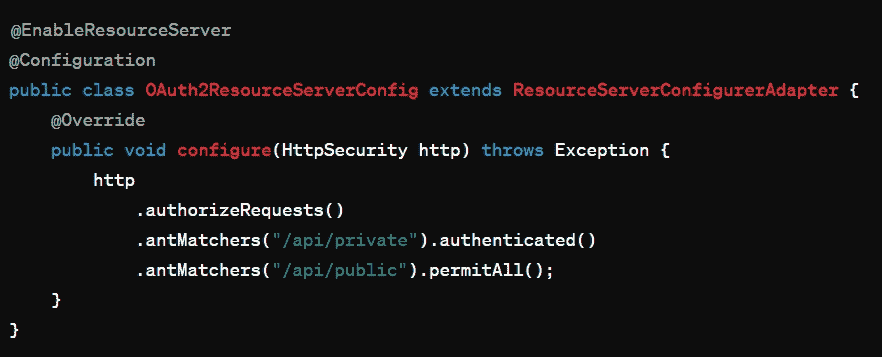 @EnableResourceServer
@Configuration
public class OAuth2ResourceServerConfig extends ResourceServerConfigurerAdapter {
    @Override
    public void configure(HttpSecurity http) throws Exception {
        http
            .authorizeRequests()
            .antMatchers("/api/private").authenticated()
            .antMatchers("/api/public").permitAll();
    }
}